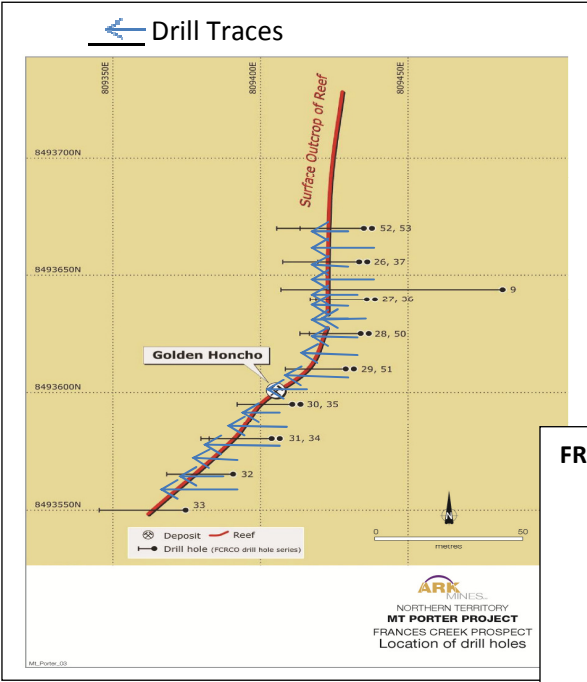 Drill Traces
809350E
809400E
809450E
Surface Outcrop of Reef
8493700N
52, 53
26, 37
8493650N
9
27, 36
28, 50
Golden Honcho
29, 51
8493600N
30, 35
31, 34
FR
32
8493550N
33
N
Deposit Reef
Drill hole (FCRCO drill hole series)
0 50
metres
ARK
MINES
NORTHERN TERRITORY
MT PORTER PROJECT
FRANCES CREEK PROSPECT
Location of drill holes
Mt_Porter_03